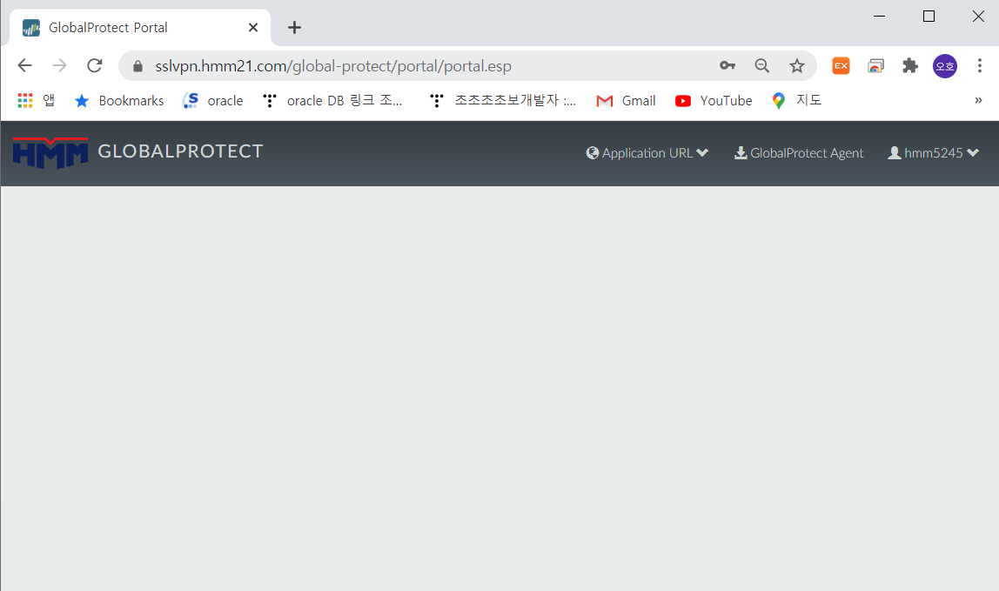 GlobalProtect Portal
sslvpn.hmm21.com/global-protect/portal/portal.esp
EX
오호
앱 Bookmarks oracle oracle DB 링크 조... 초초초초보개발자 :... Gmail YouTube 지도 »
HMM GLOBALPROTECT Application URL GlobalProtect Agent hmm5245